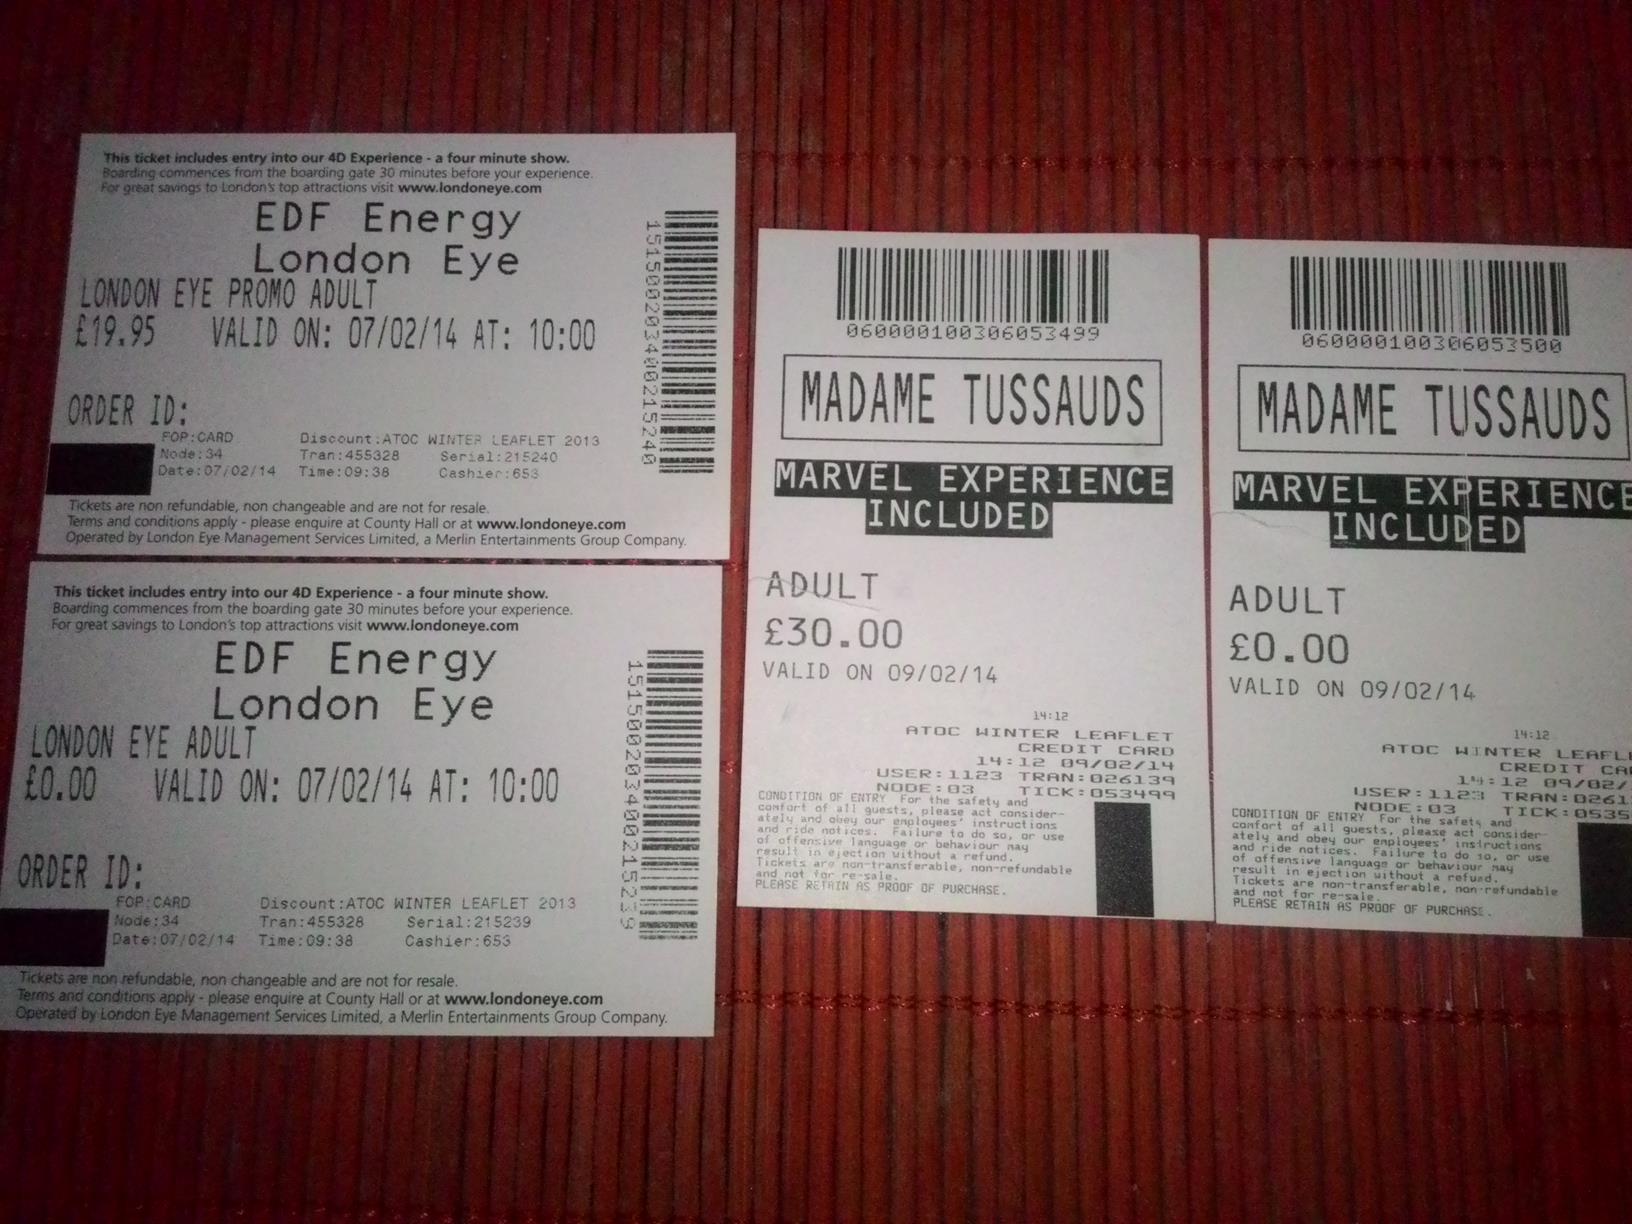 This ticket includes entry into our 4D Experience - a four minute show.
Boarding commences from the boarding gate 30 minutes before your experience.
For great savings to London's top attractions visit www.londoneye.com
EDF Energy
London Eye
LONDON EYE PROMO ADULT
£19.95 VALID ON: 07/02/14 AT: 10:00
ORDER ID:
FOP:CARD Discount:ATOC WINTER LEAFLET 2013
Node:34 Tran:455328 Serial:215240
Date:07/02/14 Time:09:38 Cashier:653
Tickets are non refundable, non changeable and are not for resale.
Terms and conditions apply - please enquire at County Hall or at www.londoneye.com
Operated by London Eye Management Services Limited, a Merlin Entertainments Group Company.
151500203400215240
This ticket includes entry into our 4D Experience - a four minute show.
Boarding commences from the boarding gate 30 minutes before your experience.
For great savings to London's top attractions visit www.londoneye.com
EDF Energy
London Eye
LONDON EYE ADULT
£0.00 VALID ON: 07/02/14 AT: 10:00
ORDER ID:
FOP:CARD Discount:ATOC WINTER LEAFLET 2013
Node:34 Tran:455328 Serial:215239
Date:07/02/14 Time:09:38 Cashier:653
Tickets are non refundable, non changeable and are not for resale.
Terms and conditions apply - please enquire at County Hall or at www.londoneye.com
Operated by London Eye Management Services Limited, a Merlin Entertainments Group Company.
151500203400215239
060000100306053499
MADAME TUSSAUDS
MARVEL EXPERIENCE
INCLUDED
ADULT
£30.00
VALID ON 09/02/14
14:12
ATOC WINTER LEAFLET
CREDIT CARD
14:12 09/02/14
USER:1123 TRAN:026139
NODE:03 TICK:053499
CONDITION OF ENTRY For the safety and
comfort of all guests, please act consider-
ately and obey our employees' instructions
and ride notices. Failure to do so, or use
of offensive language or behaviour may
result in ejection without a refund.
Tickets are non-transferable, non-refundable
and not for re-sale.
PLEASE RETAIN AS PROOF OF PURCHASE.
060000100306053500
MADAME TUSSAUDS
MARVEL EXPERIENCE
INCLUDED
ADULT
£0.00
VALID ON 09/02/14
14:12
ATOC WINTER LEAFL
CREDIT CA
14:12 09/02/
USER:1123 TRAN:0261
NODE:03 TICK:0535
CONDITION OF ENTRY For the safety and
comfort of all guests, please act consider-
ately and obey our employees' instructions
and ride notices. Failure to do so, or use
of offensive language or behaviour may
result in ejection without a refund.
Tickets are non-transferable, non-refundable
and not for re-sale.
PLEASE RETAIN AS PROOF OF PURCHASE.